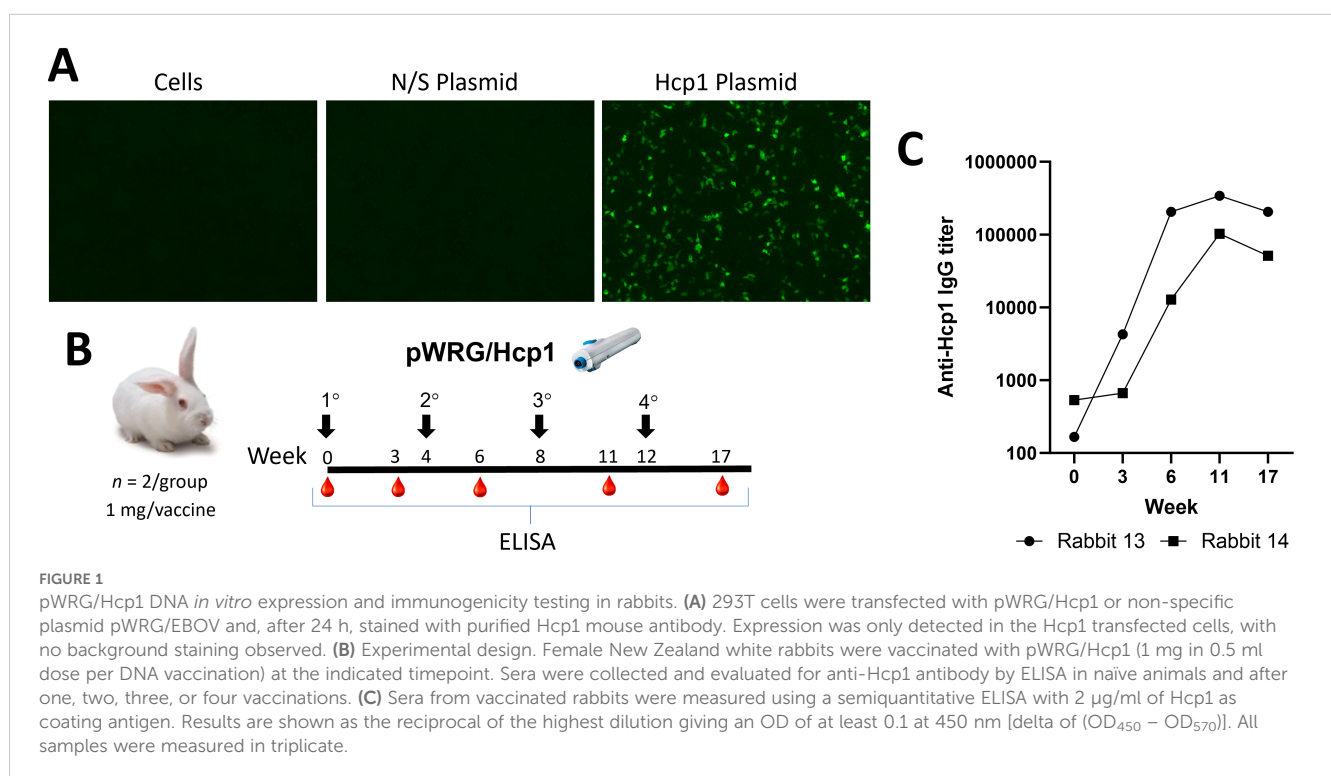 A
Cells
N/S Plasmid
Hcp1 Plasmid
B
n = 2/group
1 mg/vaccine
pWRG/Hcp1
1° 2° 3° 4°
Week 0 3 4 6 8 11 12 17
ELISA
C
Anti-Hcp1 IgG titer
1000000
100000
10000
1000
100
0 3 6 11 17
Week
Rabbit 13 Rabbit 14
FIGURE 1
pWRG/Hcp1 DNA in vitro expression and immunogenicity testing in rabbits. (A) 293T cells were transfected with pWRG/Hcp1 or non-specific
plasmid pWRG/EBOV and, after 24 h, stained with purified Hcp1 mouse antibody. Expression was only detected in the Hcp1 transfected cells, with
no background staining observed. (B) Experimental design. Female New Zealand white rabbits were vaccinated with pWRG/Hcp1 (1 mg in 0.5 ml
dose per DNA vaccination) at the indicated timepoint. Sera were collected and evaluated for anti-Hcp1 antibody by ELISA in naïve animals and after
one, two, three, or four vaccinations. (C) Sera from vaccinated rabbits were measured using a semiquantitative ELISA with 2 µg/ml of Hcp1 as
coating antigen. Results are shown as the reciprocal of the highest dilution giving an OD of at least 0.1 at 450 nm [delta of (OD450 – OD570)]. All
samples were measured in triplicate.